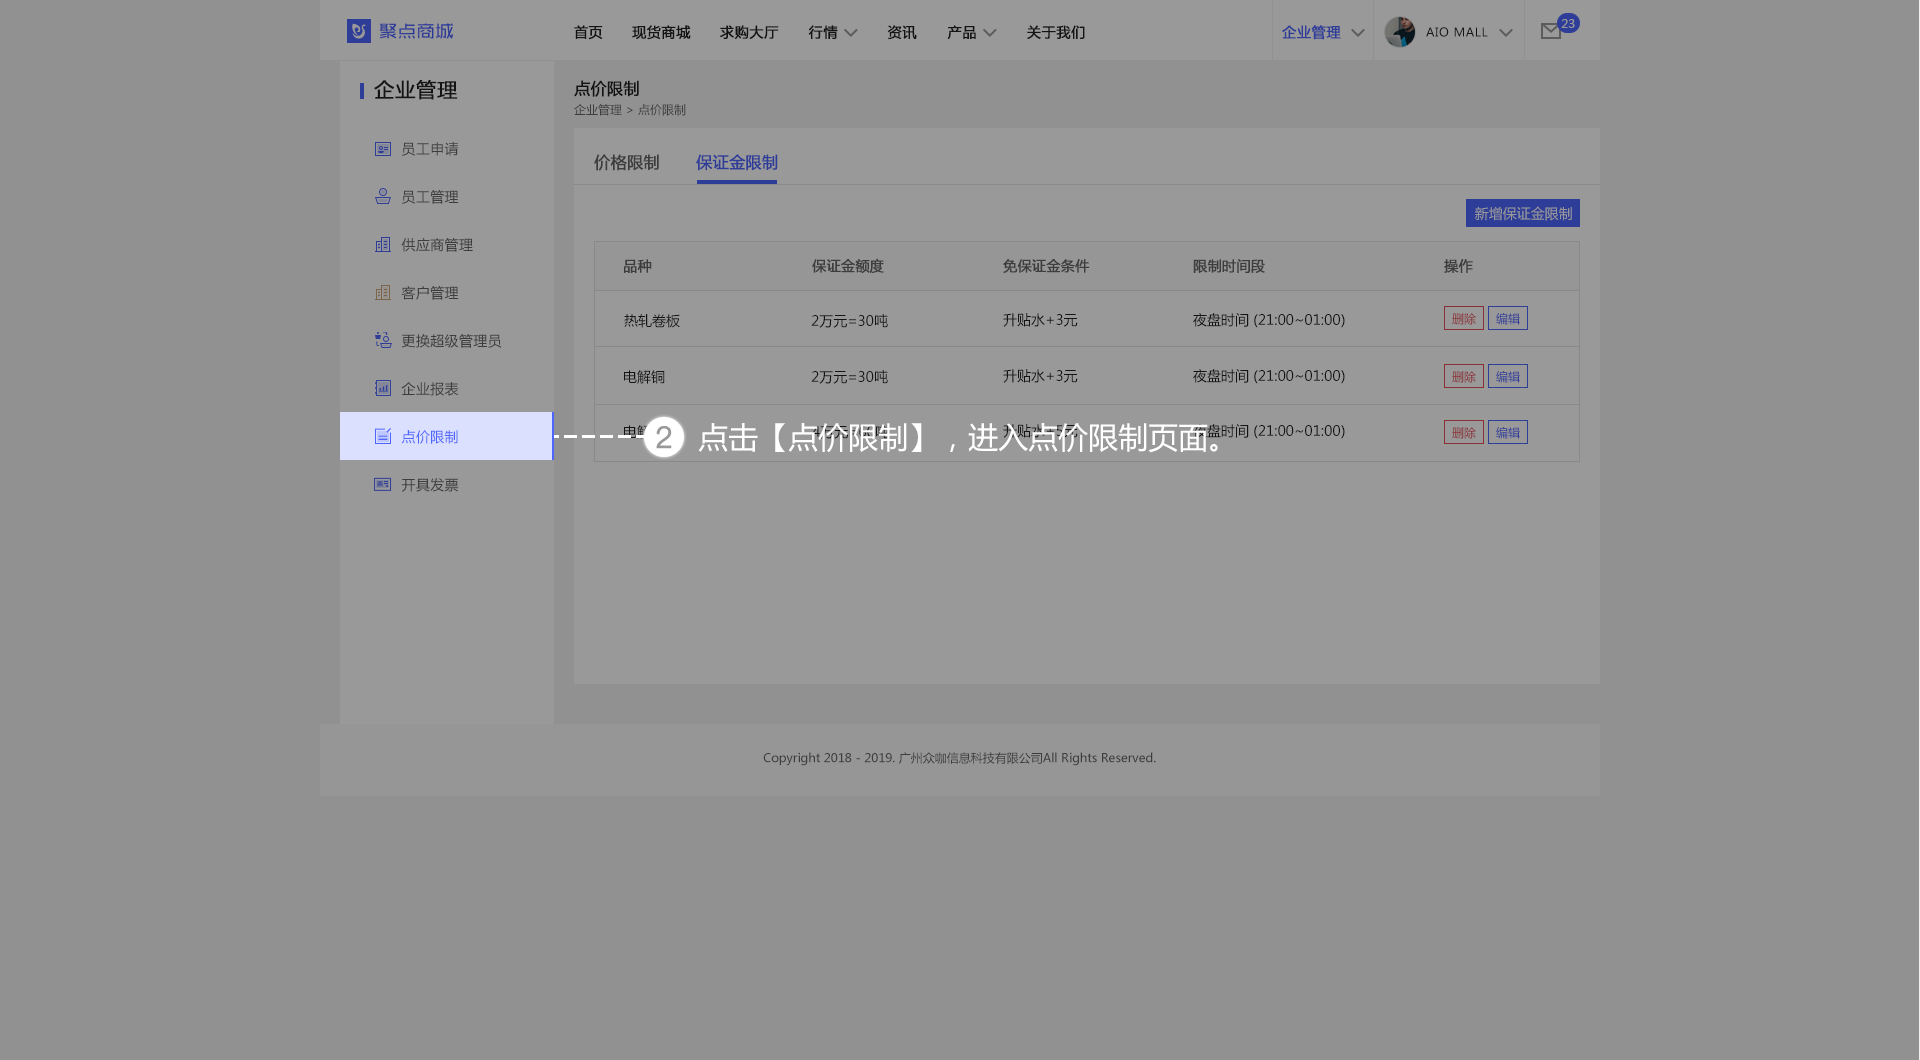 聚点商城
首页 现货商城 求购大厅 行情 资讯 产品 关于我们
企业管理 AIO MALL 23
企业管理
员工申请
员工管理
供应商管理
客户管理
更换超级管理员
企业报表
点价限制
开具发票
点价限制
企业管理 > 点价限制
价格限制 保证金限制
新增保证金限制
品种 保证金额度 免保证金条件 限制时间段 操作
热轧卷板 2万元=30吨 升贴水+3元 夜盘时间 (21:00~01:00) 删除 编辑
电解铜 2万元=30吨 升贴水+3元 夜盘时间 (21:00~01:00) 删除 编辑
夜盘时间 (21:00~01:00) 删除 编辑
2 点击【点价限制】，进入点价限制页面。
Copyright 2018 - 2019. 广州众咖信息科技有限公司All Rights Reserved.